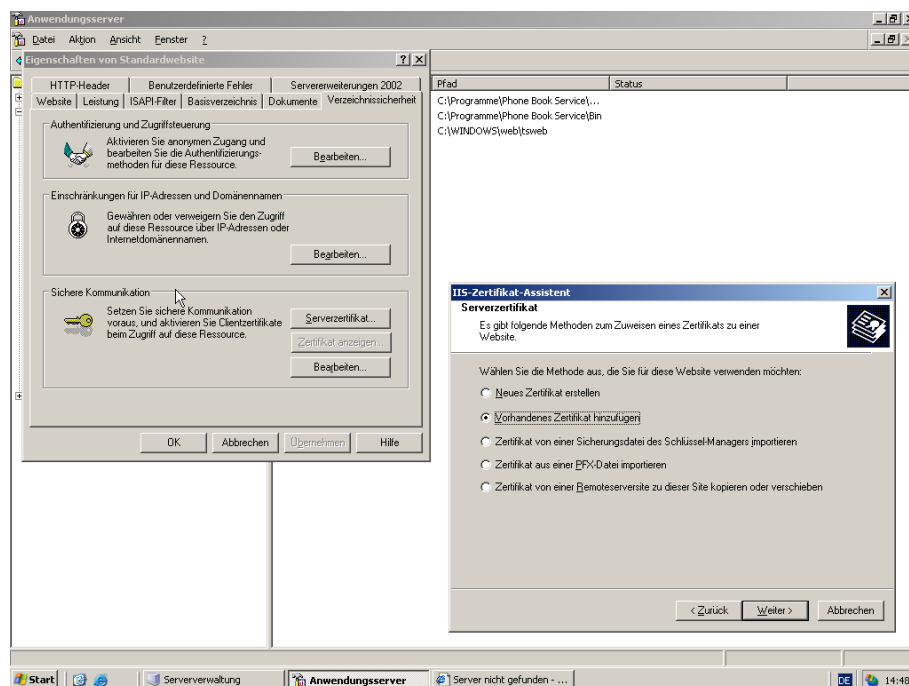 Anwendungsserver
Datei Aktion Ansicht Fenster ?
Eigenschaften von Standardwebsite
HTTP-Header Benutzerdefinierte Fehler Servererweiterungen 2002
Website Leistung ISAPI-Filter Basisverzeichnis Dokumente Verzeichnissicherheit
Authentifizierung und Zugriffsteuerung
Aktivieren Sie anonymen Zugang und
bearbeiten Sie die Authentifizierungs-
methoden für diese Ressource.
Bearbeiten...
Einschränkungen für IP-Adressen und Domänennamen
Gewähren oder verweigern Sie den Zugriff
auf diese Ressource über IP-Adressen oder
Internetdomänennamen.
Bearbeiten...
Sichere Kommunikation
Setzen Sie sichere Kommunikation
voraus, und aktivieren Sie Clientzertifikate
beim Zugriff auf diese Ressource.
Serverzertifikat...
Zertifikat anzeigen...
Bearbeiten...
OK Abbrechen Übernehmen Hilfe
Pfad Status
C:\Programme\Phone Book Service\...
C:\Programme\Phone Book Service\Bin
C:\WINDOWS\web\tsweb
IIS-Zertifikat-Assistent
Serverzertifikat
Es gibt folgende Methoden zum Zuweisen eines Zertifikats zu einer
Website.
Wählen Sie die Methode aus, die Sie für diese Website verwenden möchten:
Neues Zertifikat erstellen
Vorhandenes Zertifikat hinzufügen
Zertifikat von einer Sicherungsdatei des Schlüssel-Managers importieren
Zertifikat aus einer PFX-Datei importieren
Zertifikat von einer Remoteserversite zu dieser Site kopieren oder verschieben
< Zurück Weiter > Abbrechen
Start Serververwaltung Anwendungsserver Server nicht gefunden - ... DE 14:48